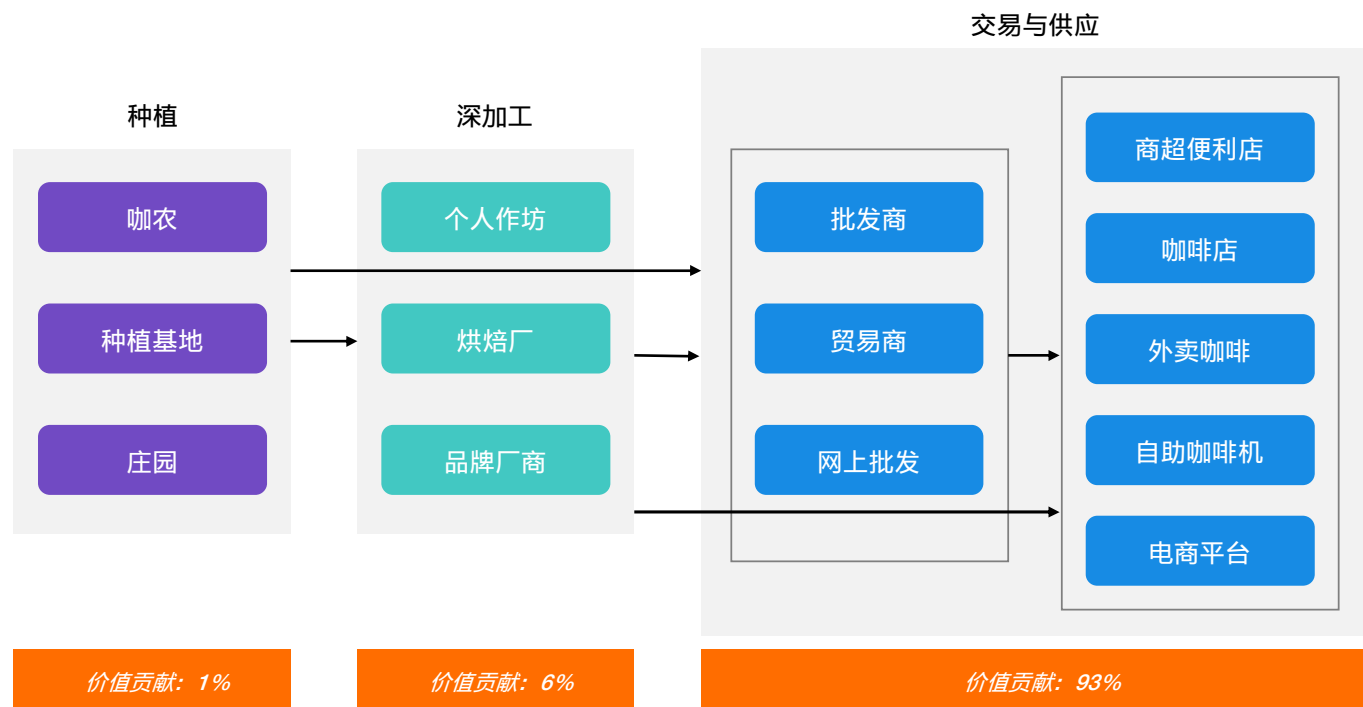 交易与供应
种植
深加工
咖农
种植基地
庄园
个人作坊
烘焙厂
品牌厂商
批发商
贸易商
网上批发
商超便利店
咖啡店
外卖咖啡
自助咖啡机
电商平台
价值贡献：1%
价值贡献：6%
价值贡献：93%